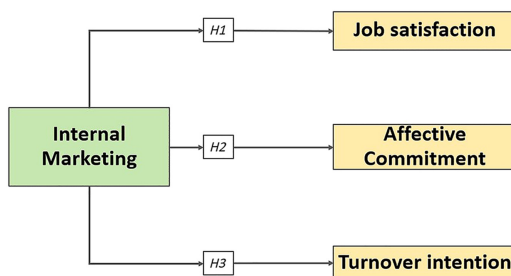 H1
Job satisfaction
Internal
Marketing
H2
Affective
Commitment
H3
Turnover intention